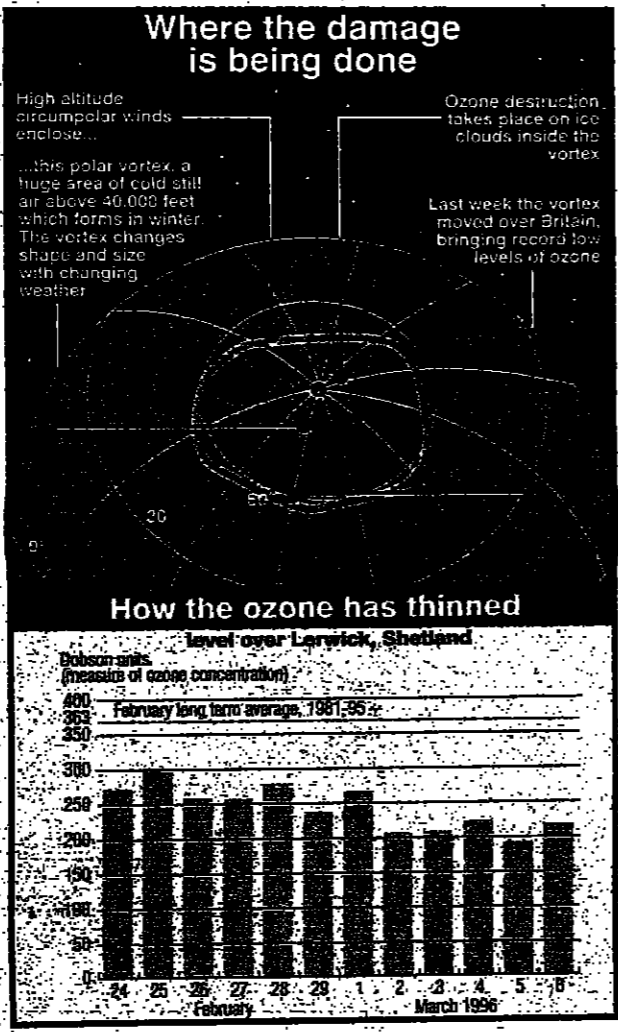 Where the damage
is being done
High altitude
circumpolar winds
enclose...
...this polar vortex, a
huge area of cold still
air above 40,000 feet
which forms in winter.
The vortex changes
shape and size
with changing
weather
Ozone destruction
takes place on ice
clouds inside the
vortex
Last week the vortex
moved over Britain,
bringing record low
levels of ozone
60
30
0
How the ozone has thinned
level over Lerwick, Shetland
Dobson units
(measure of ozone concentration)
400
February long term average, 1981-95
363
350
300
250
200
150
100
50
0
24 25 26 27 28 29 1 2 3 4 5 6
February March 1996